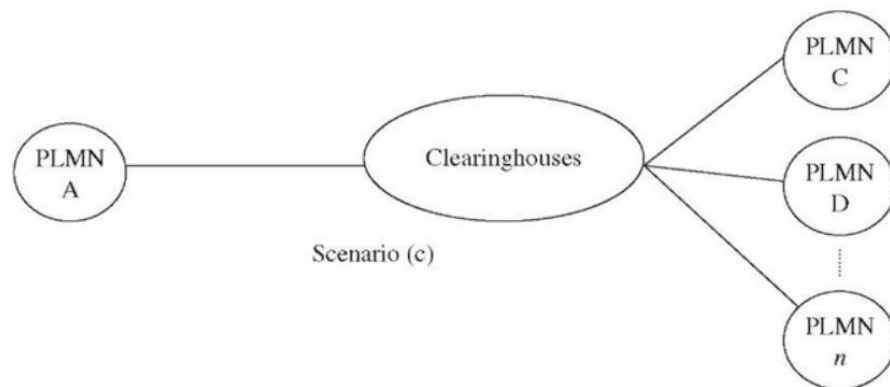 PLMN
A
Clearinghouses
PLMN
C
PLMN
D
PLMN
n
Scenario (c)